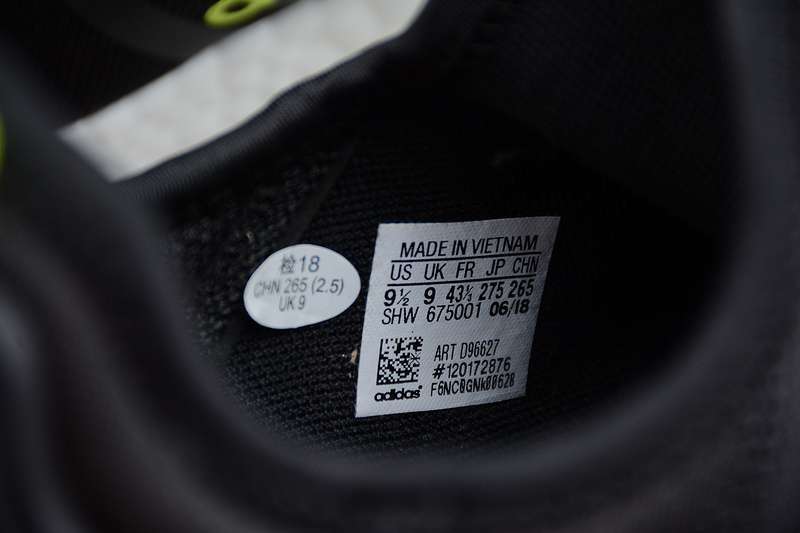 检18
CHN 265 (2.5)
UK 9
MADE IN VIETNAM
US UK FR JP CHN
9½ 9 43⅓ 275 265
SHW 675001 06/18
ART D96627
#120172876
F6NC0GNk00628
adidas